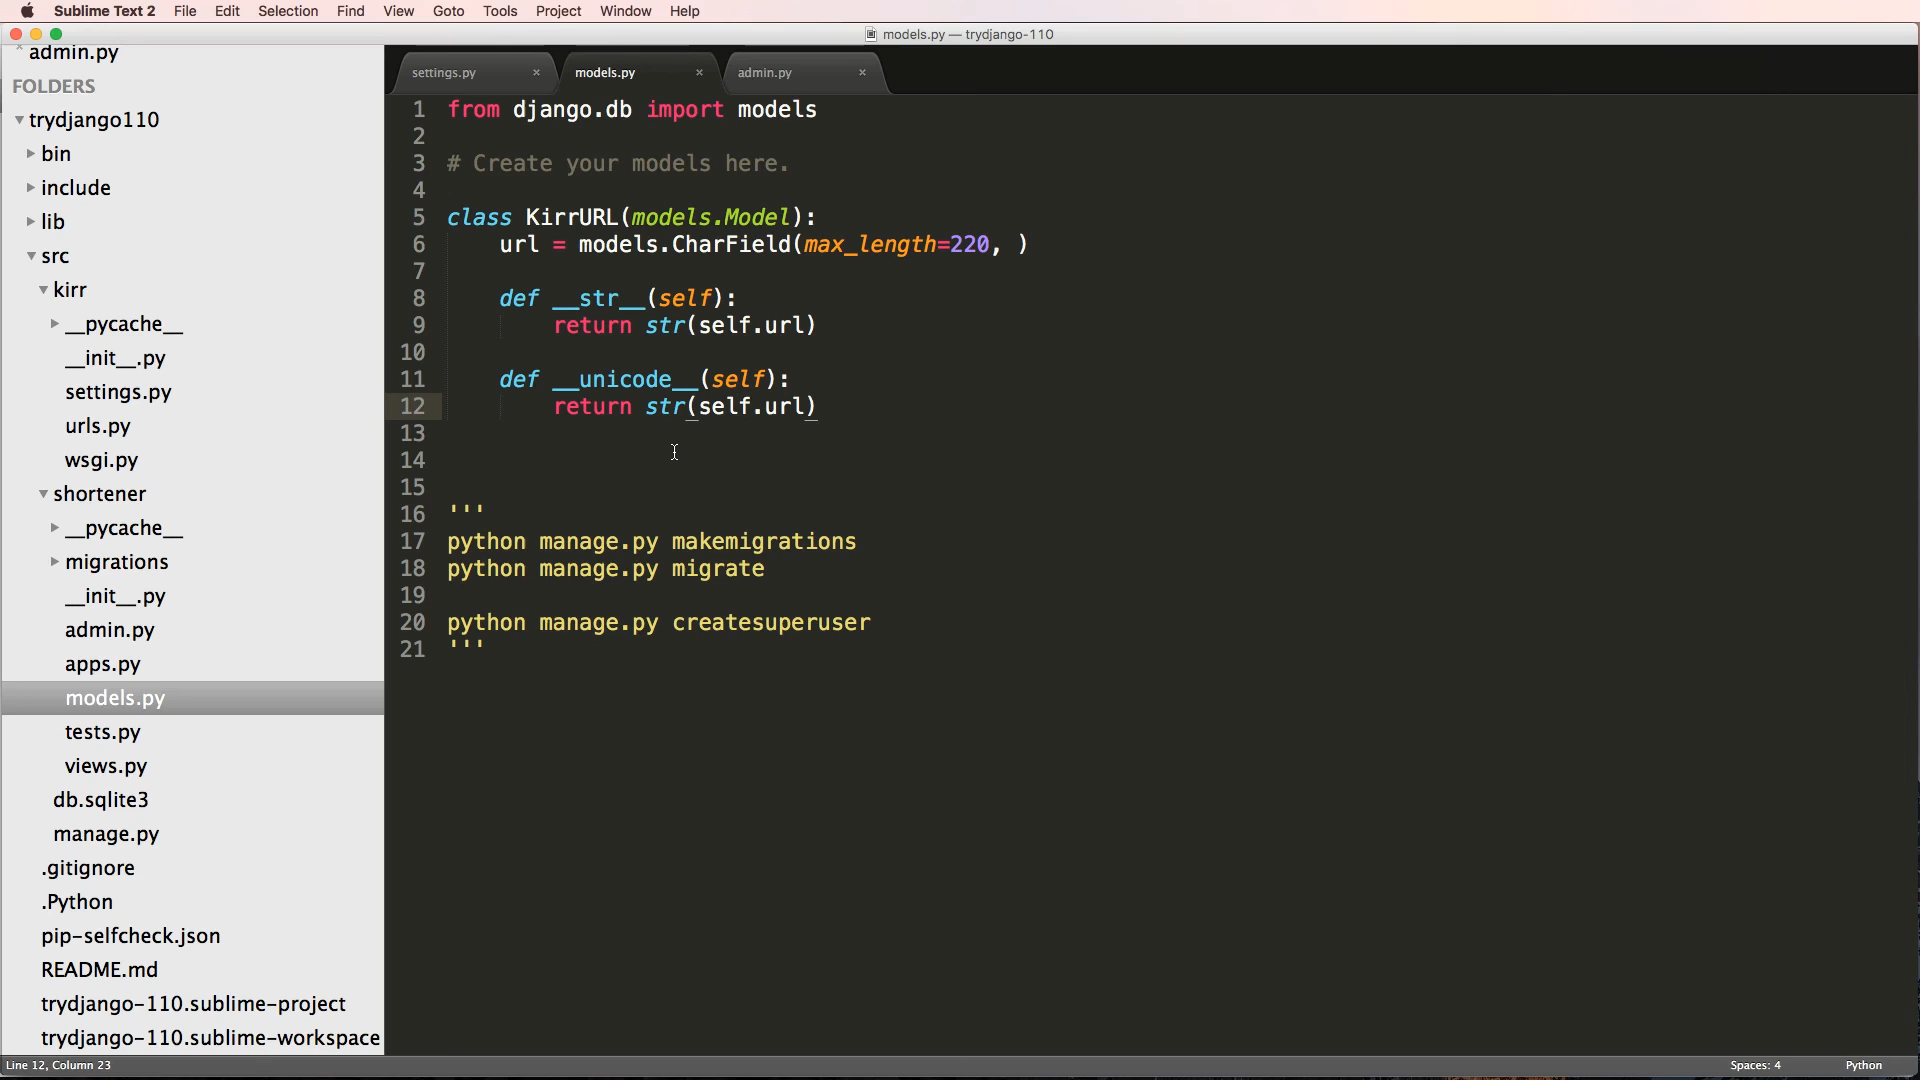 Sublime Text 2 File Edit Selection Find View Goto Tools Project Window Help
models.py — trydjango-110
admin.py
FOLDERS
trydjango110
bin
include
lib
src
kirr
__pycache__
__init__.py
settings.py
urls.py
wsgi.py
shortener
__pycache__
migrations
__init__.py
admin.py
apps.py
models.py
tests.py
views.py
db.sqlite3
manage.py
.gitignore
.Python
pip-selfcheck.json
README.md
trydjango-110.sublime-project
trydjango-110.sublime-workspace
settings.py × models.py × admin.py ×
1 from django.db import models
2
3 # Create your models here.
4
5 class KirrURL(models.Model):
6 url = models.CharField(max_length=220, )
7
8 def __str__(self):
9 return str(self.url)
10
11 def __unicode__(self):
12 return str(self.url)
13
14
15
16 '''
17 python manage.py makemigrations
18 python manage.py migrate
19
20 python manage.py createsuperuser
21 '''
Line 12, Column 23 Spaces: 4 Python